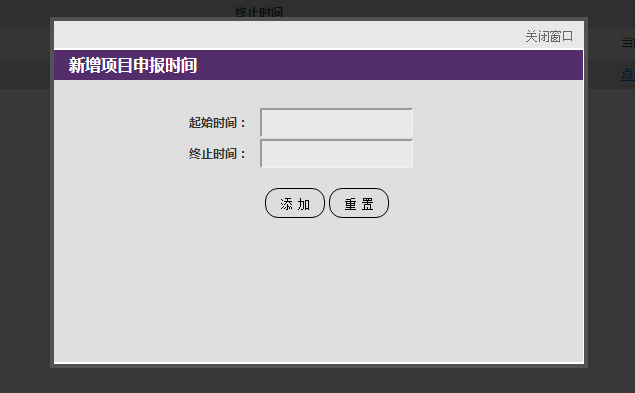 终止时间
关闭窗口
新增项目申报时间
起始时间：
终止时间：
添 加 重 置